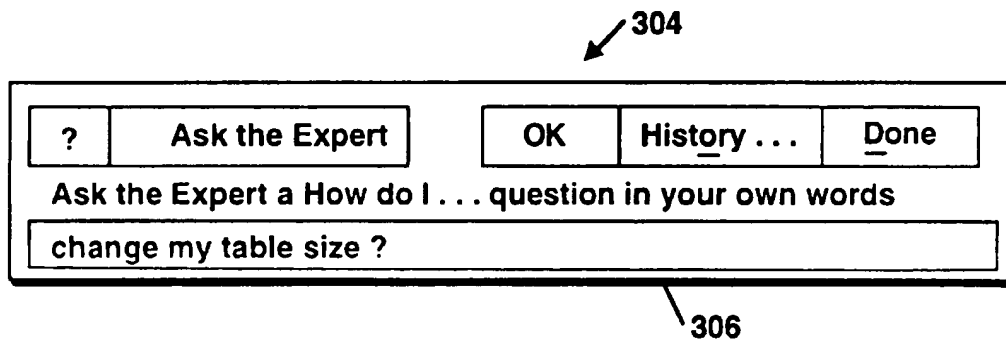 304
? Ask the Expert OK History . . . Done
Ask the Expert a How do I . . . question in your own words
change my table size ?
306